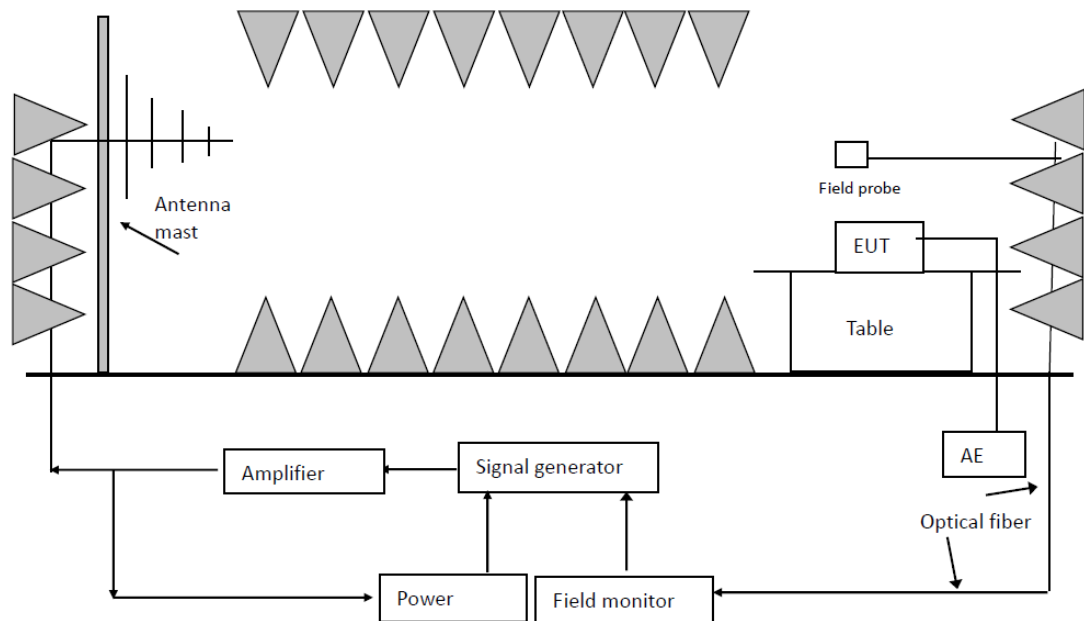 Antenna
mast
Field probe
EUT
Table
Amplifier
Signal generator
AE
Optical fiber
Power
Field monitor